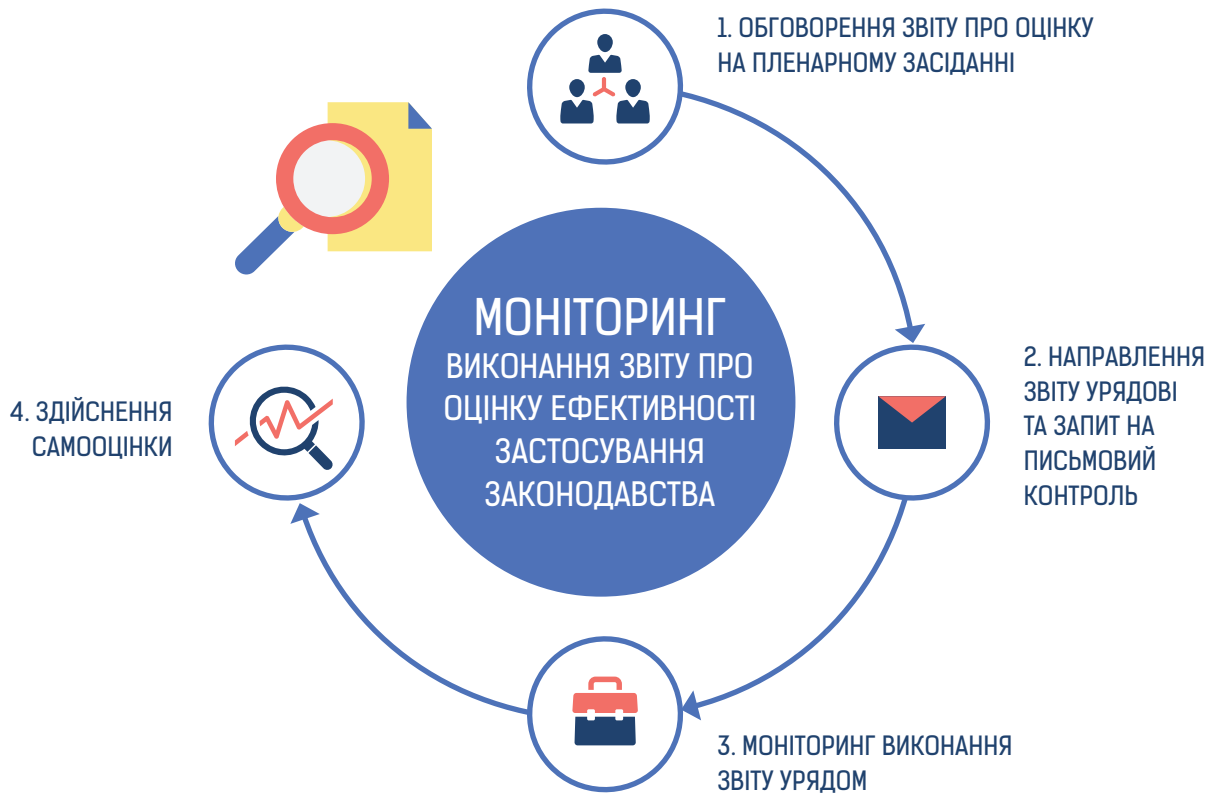 1. ОБГОВОРЕННЯ ЗВІТУ ПРО ОЦІНКУ
НА ПЛЕНАРНОМУ ЗАСІДАННІ
МОНІТОРИНГ
ВИКОНАННЯ ЗВІТУ ПРО
ОЦІНКУ ЕФЕКТИВНОСТІ
ЗАСТОСУВАННЯ
ЗАКОНОДАВСТВА
2. НАПРАВЛЕННЯ
ЗВІТУ УРЯДОВІ
ТА ЗАПИТ НА
ПИСЬМОВИЙ
КОНТРОЛЬ
3. МОНІТОРИНГ ВИКОНАННЯ
ЗВІТУ УРЯДОМ
4. ЗДІЙСНЕННЯ
САМООЦІНКИ